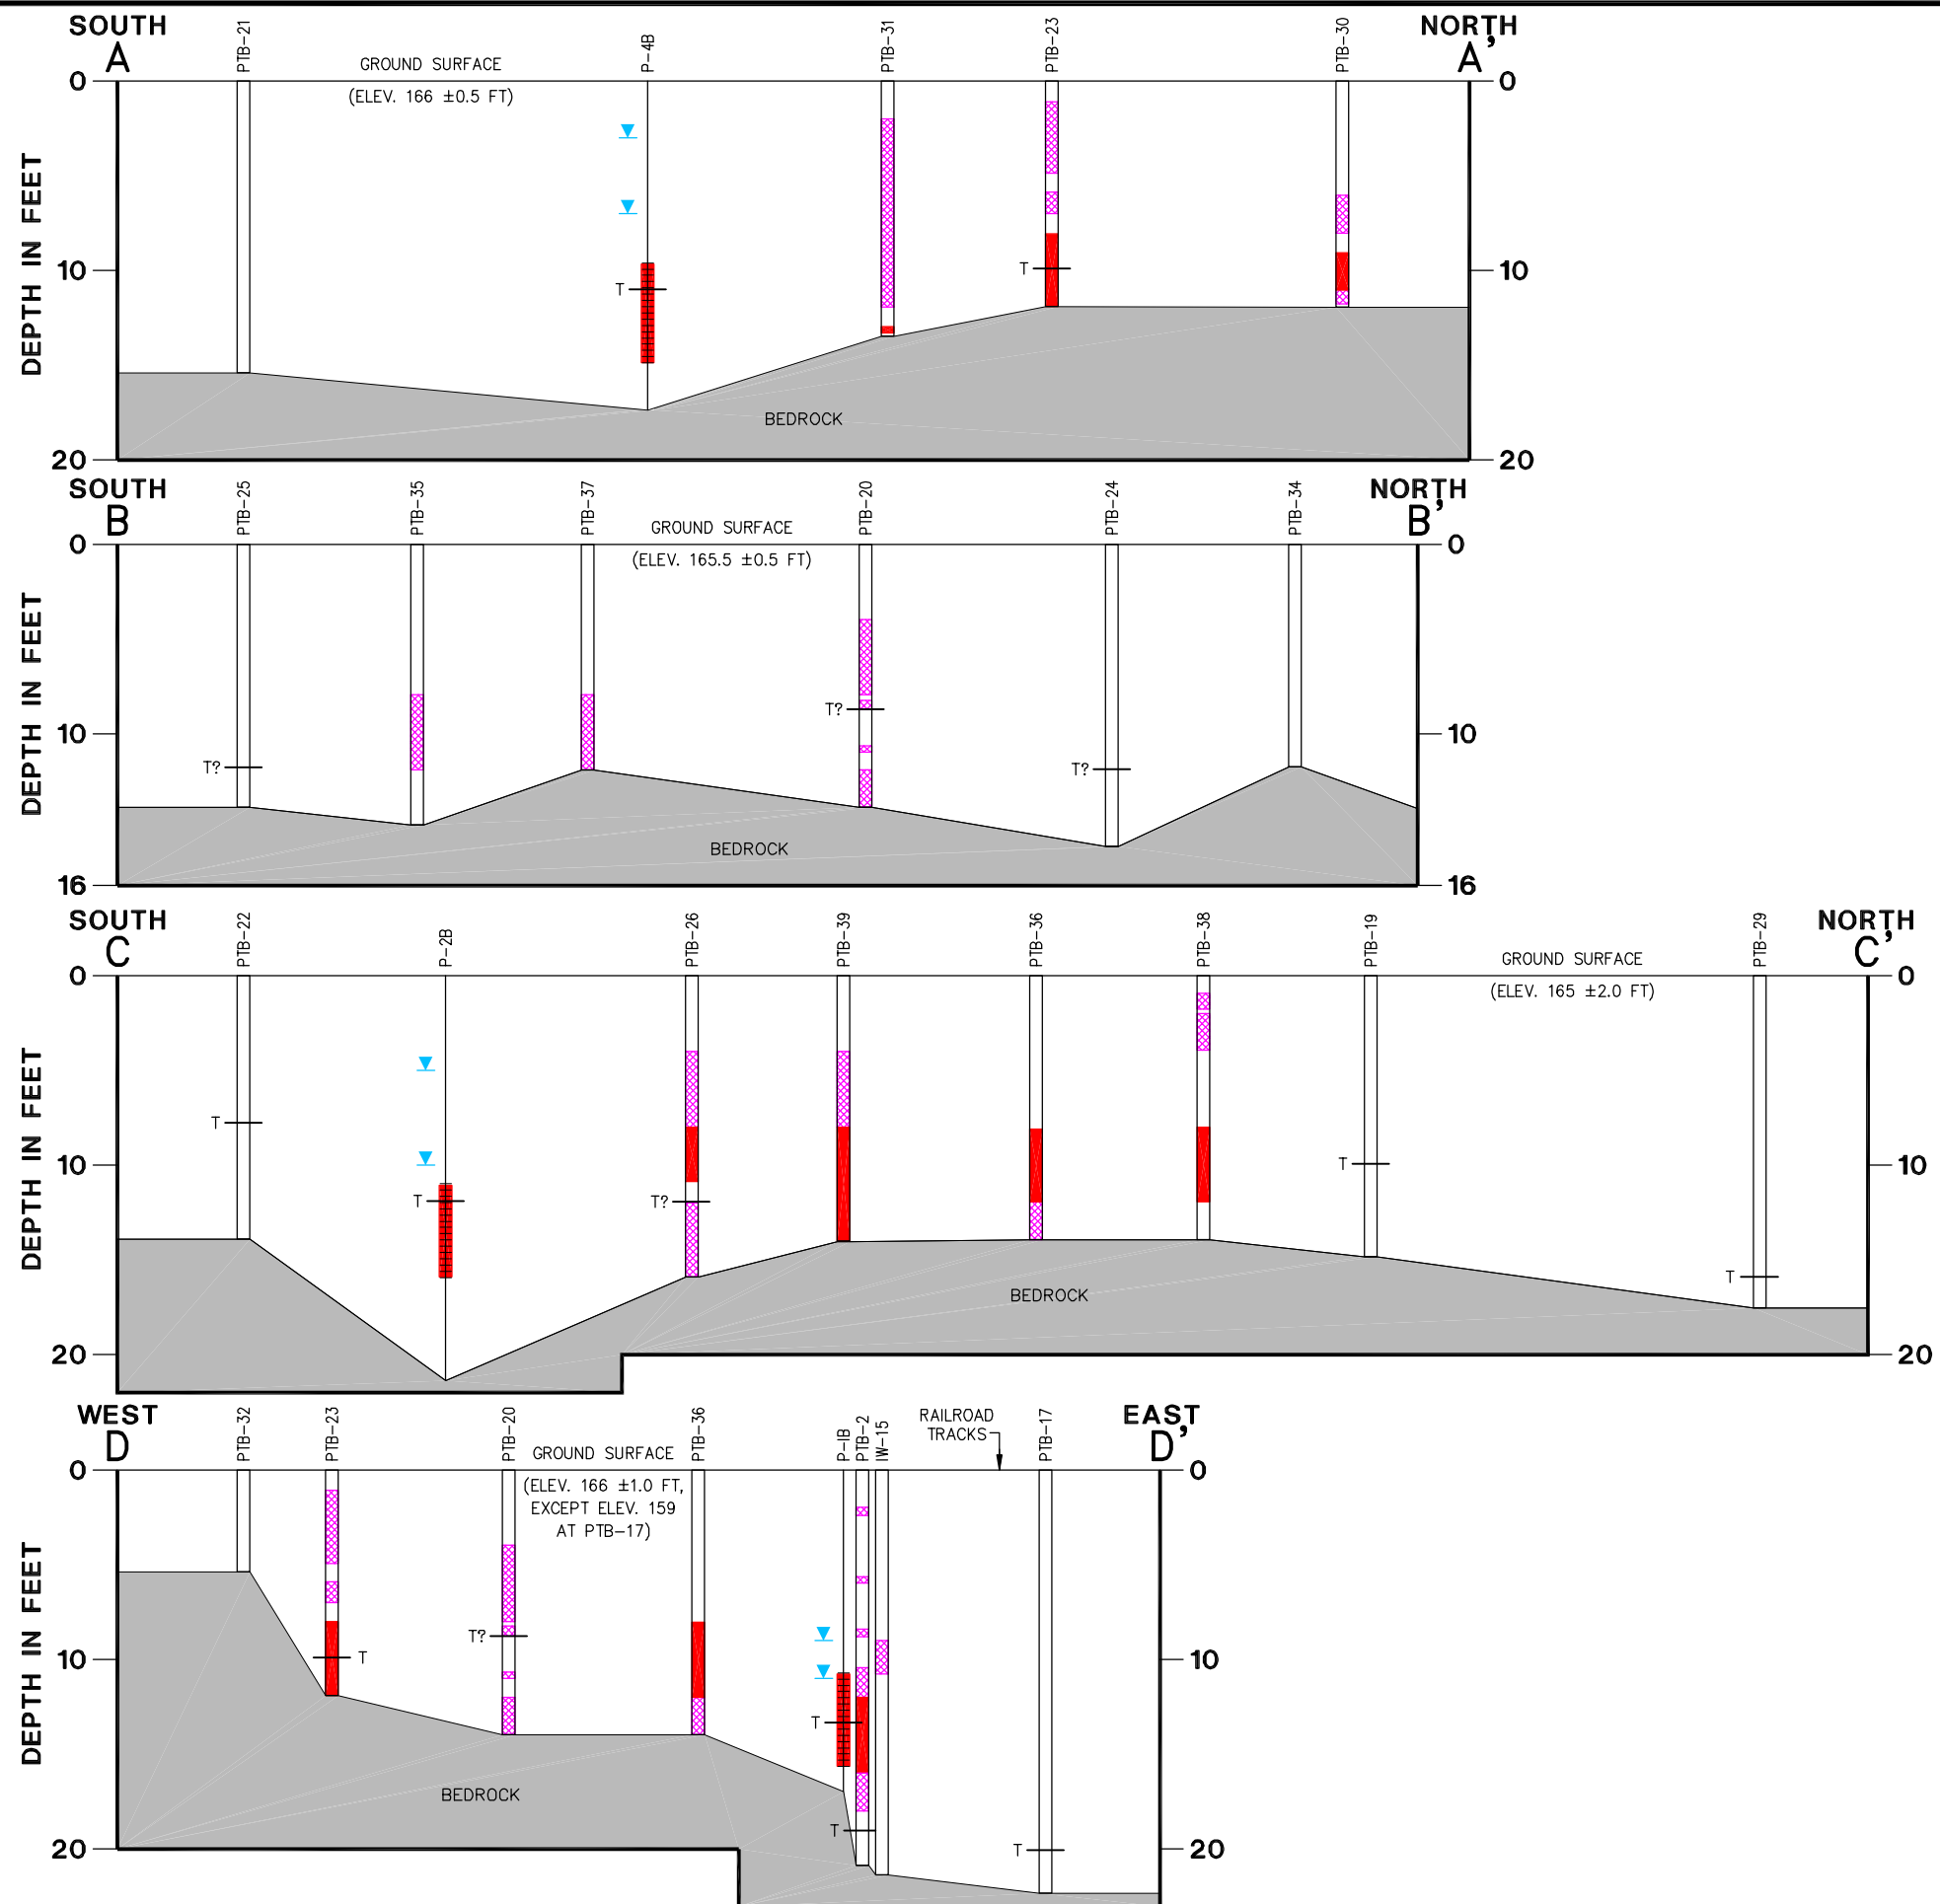 SOUTH
A
PTB-21
GROUND SURFACE
(ELEV. 166 ±0.5 FT)
P-4B
PTB-31
PTB-23
PTB-30
NORTH
A'
DEPTH IN FEET
0
10
20
T
T
BEDROCK
0
10
20
SOUTH
B
PTB-25
PTB-35
PTB-37
GROUND SURFACE
(ELEV. 165.5 ±0.5 FT)
PTB-20
PTB-24
PTB-34
NORTH
B'
DEPTH IN FEET
0
10
16
T?
T?
T?
BEDROCK
0
10
16
SOUTH
C
PTB-22
P-2B
PTB-26
PTB-39
PTB-36
PTB-38
PTB-19
GROUND SURFACE
(ELEV. 165 ±2.0 FT)
PTB-29
NORTH
C'
DEPTH IN FEET
0
10
20
T
T
T?
T
T
BEDROCK
0
10
20
WEST
D
PTB-32
PTB-23
PTB-20
GROUND SURFACE
(ELEV. 166 ±1.0 FT,
EXCEPT ELEV. 159
AT PTB-17)
PTB-36
P-IB
PTB-2
IW-15
RAILROAD
TRACKS
PTB-17
EAST
D'
DEPTH IN FEET
0
10
20
T
T?
T
T
T
BEDROCK
0
10
20